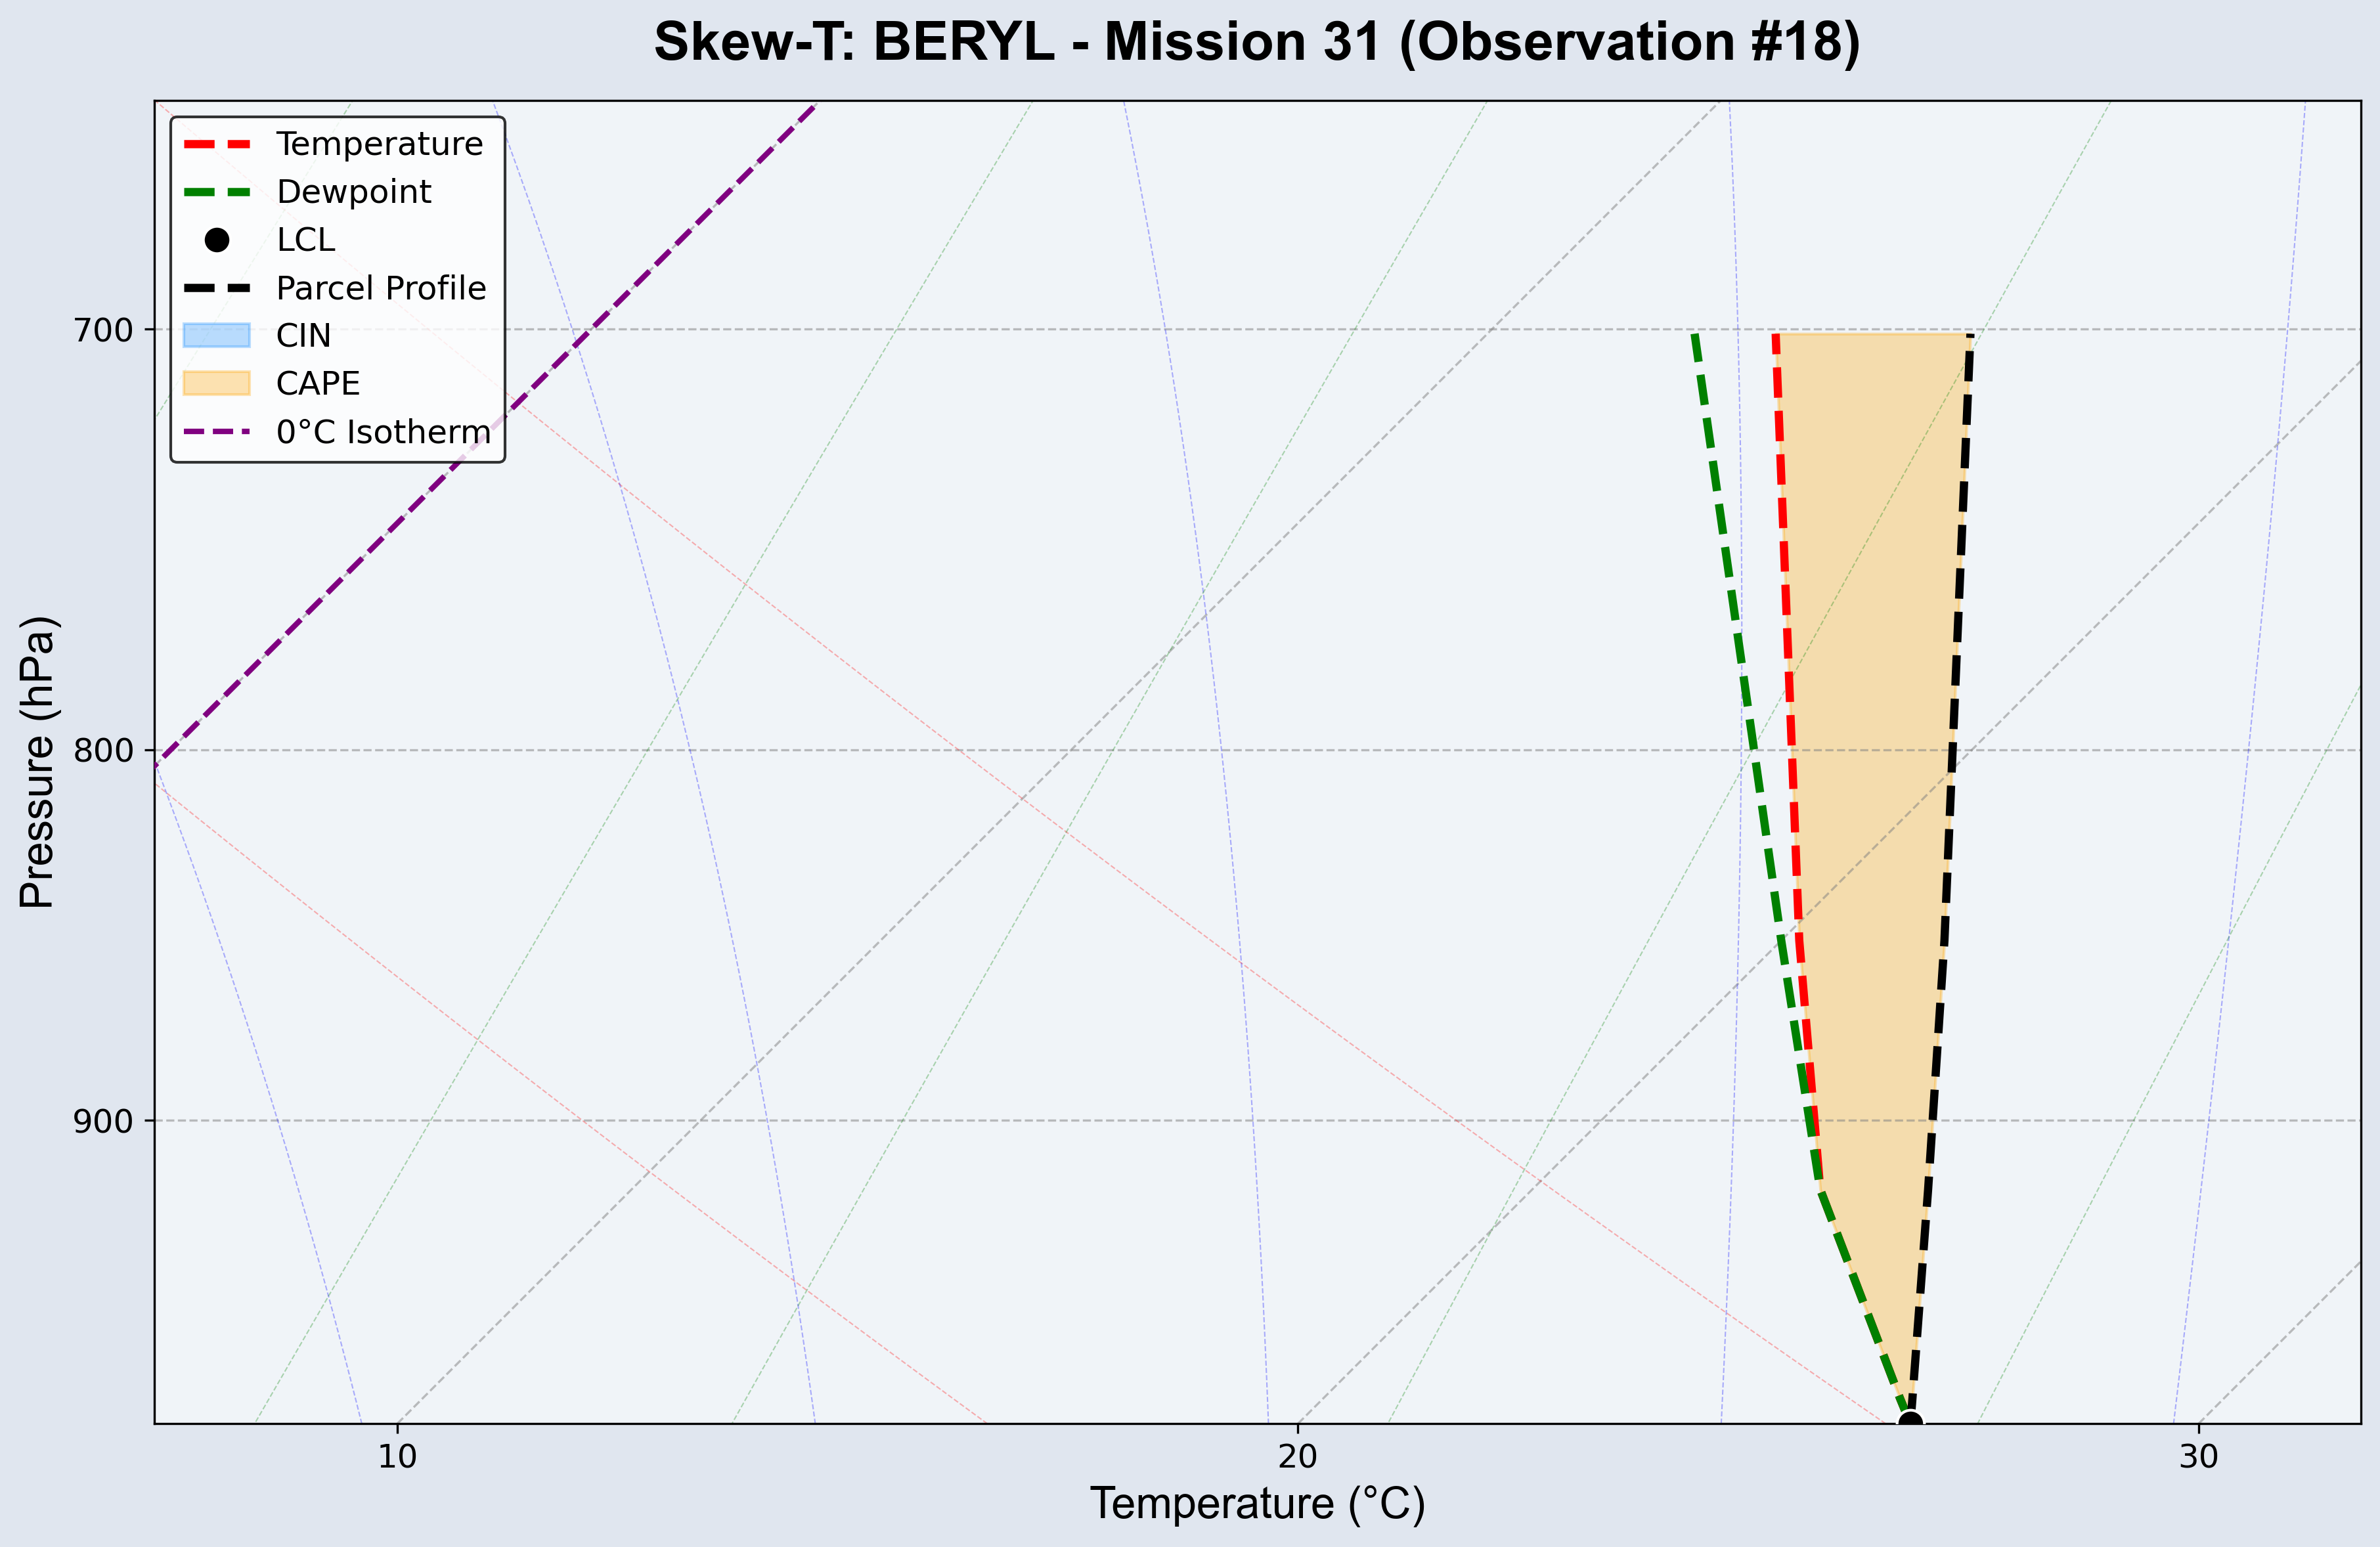 Skew-T: BERYL - Mission 31 (Observation #18)
Temperature
Dewpoint
LCL
Parcel Profile
CIN
CAPE
0°C Isotherm
700
800
900
Pressure (hPa)
10
20
30
Temperature (°C)